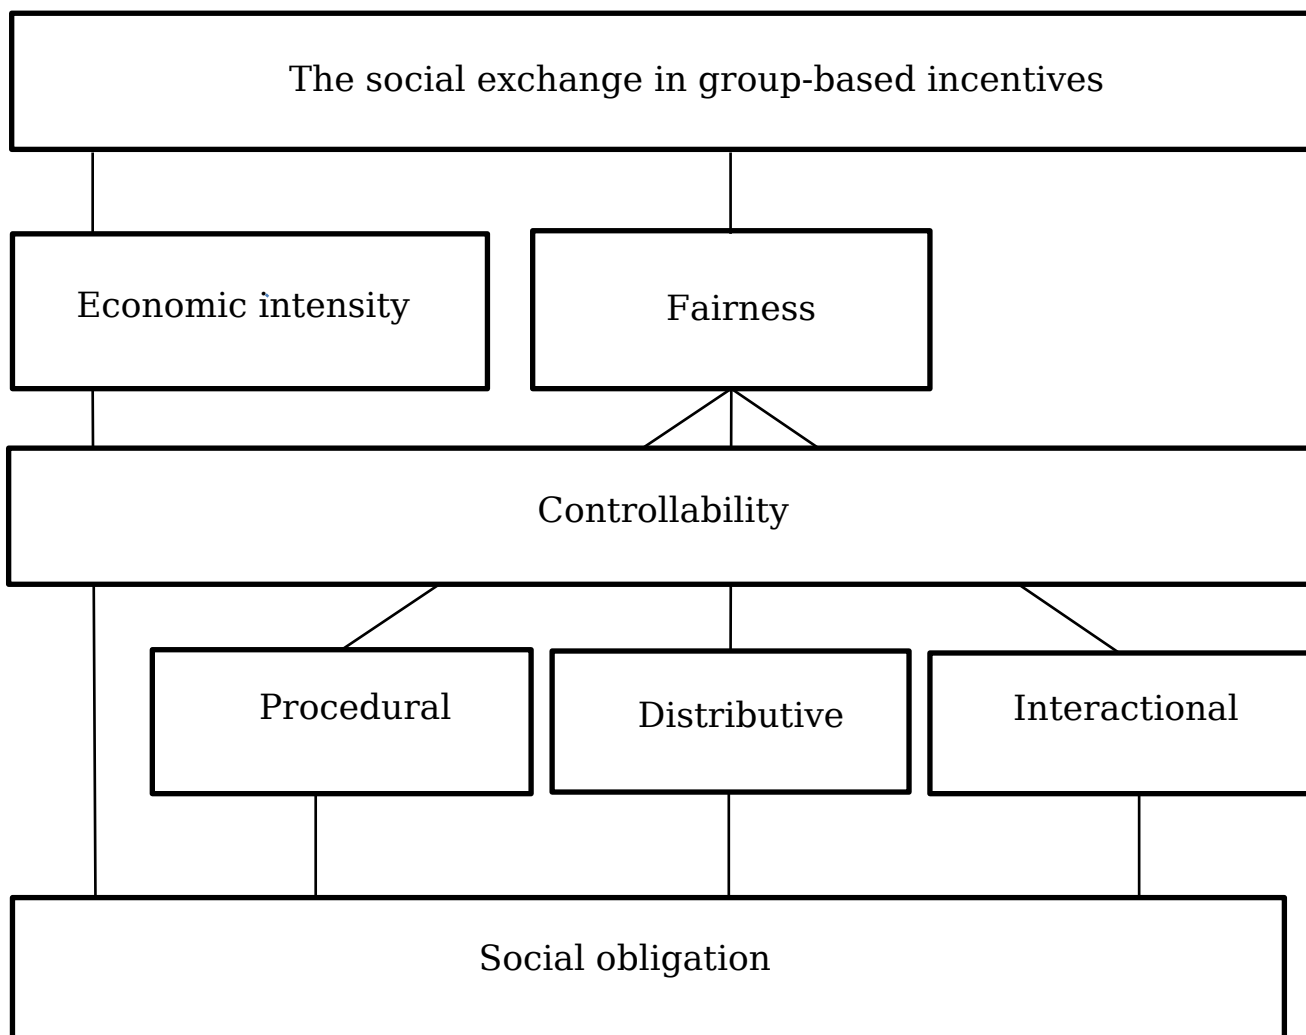 The social exchange in group-based incentives
Economic intensity
Fairness
Controllability
Procedural
Distributive
Interactional
Social obligation